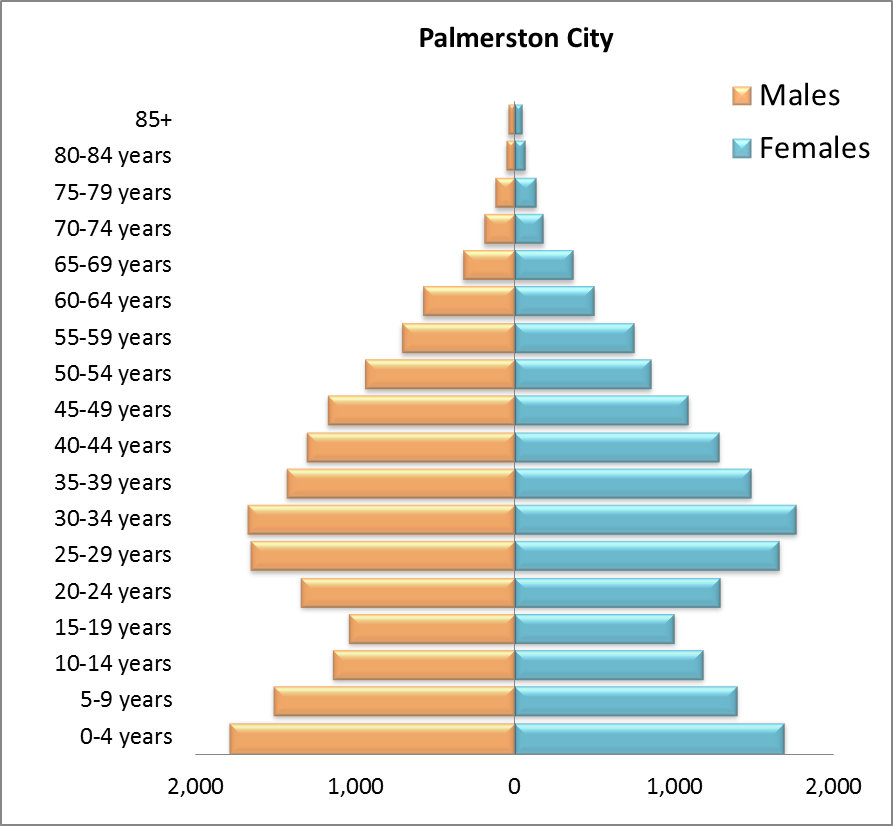 Palmerston City
Males
Females
85+
80-84 years
75-79 years
70-74 years
65-69 years
60-64 years
55-59 years
50-54 years
45-49 years
40-44 years
35-39 years
30-34 years
25-29 years
20-24 years
15-19 years
10-14 years
5-9 years
0-4 years
2,000 1,000 0 1,000 2,000